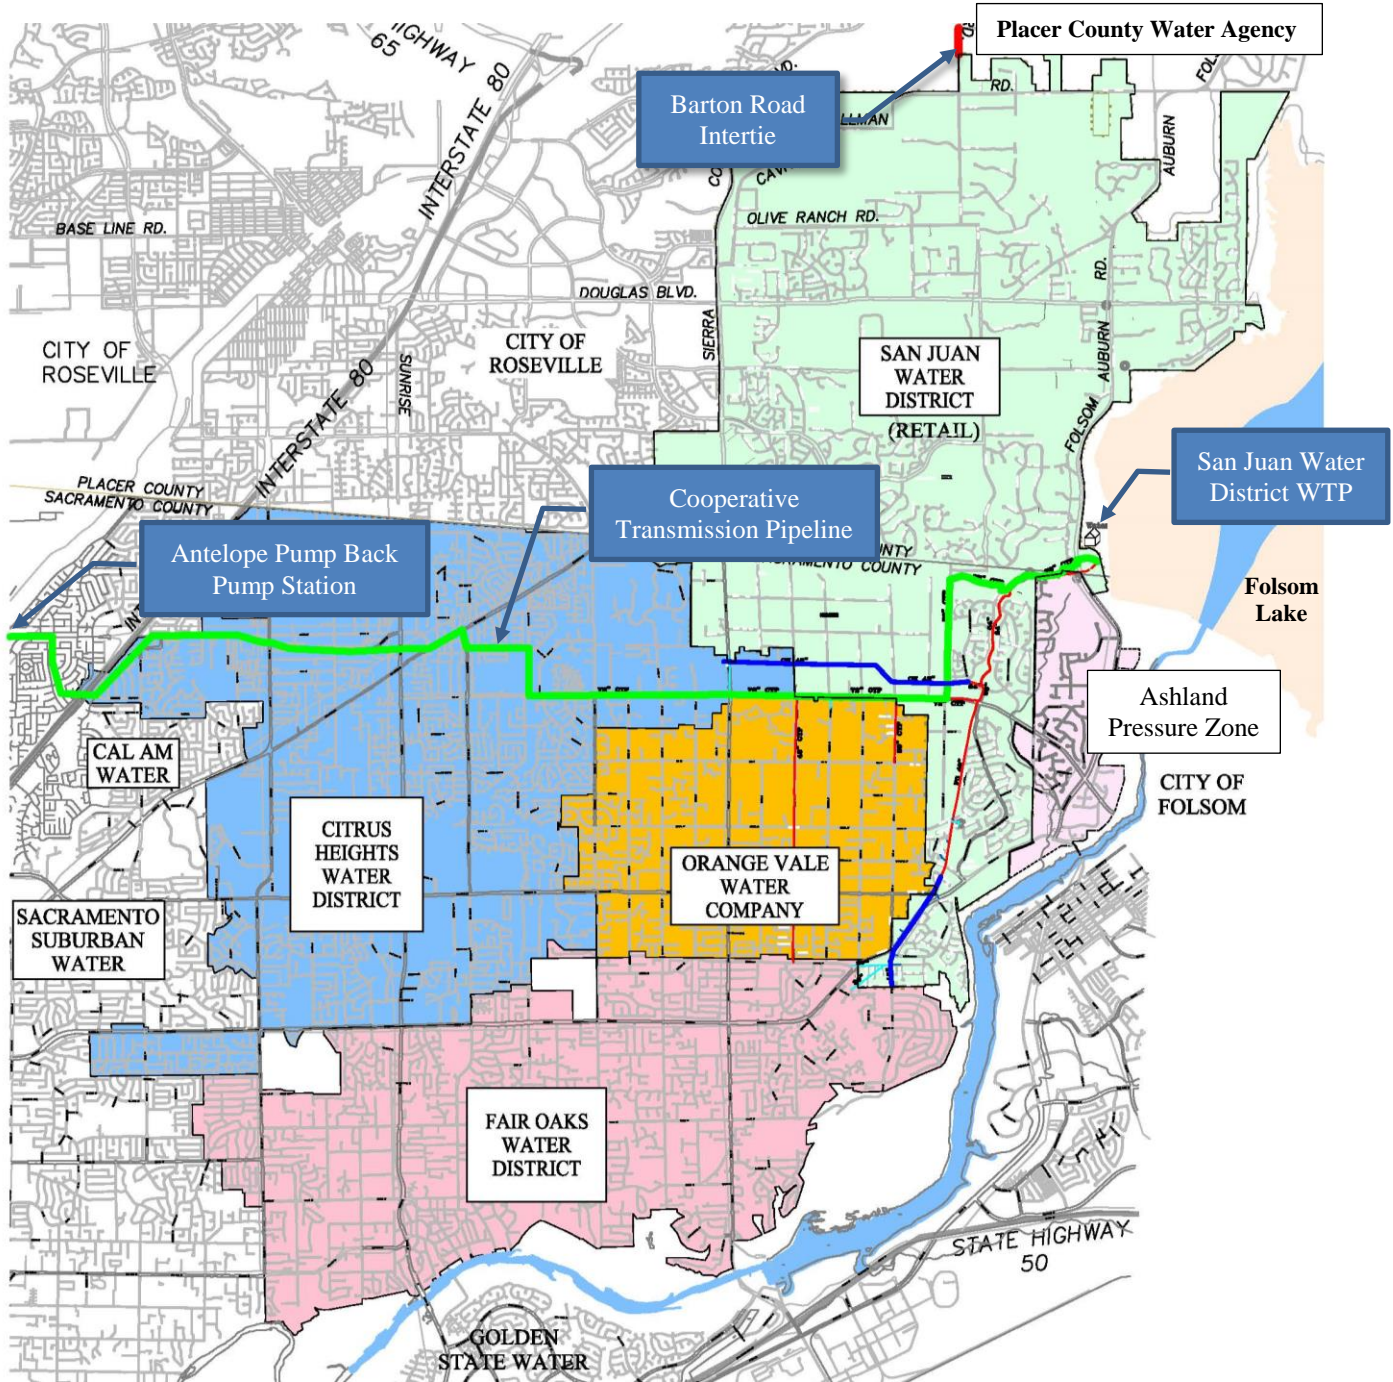 HIGHWAY
65
Placer County Water Agency
INTERSTATE 80
Barton Road
Intertie
RD.
AUBURN
BASE LINE RD.
OLIVE RANCH RD.
DOUGLAS BLVD.
RD.
SIERRA
CITY OF
ROSEVILLE
CITY OF
ROSEVILLE
SUNRISE
INTERSTATE 80
SAN JUAN
WATER
DISTRICT
(RETAIL)
AUBURN
FOLSOM
San Juan Water
District WTP
PLACER COUNTY
SACRAMENTO COUNTY
Cooperative
Transmission Pipeline
Antelope Pump Back
Pump Station
SACRAMENTO COUNTY
Folsom
Lake
Ashland
Pressure Zone
CAL AM
WATER
CITY OF
FOLSOM
CITRUS
HEIGHTS
WATER
DISTRICT
ORANGE VALE
WATER
COMPANY
SACRAMENTO
SUBURBAN
WATER
FAIR OAKS
WATER
DISTRICT
STATE HIGHWAY
50
GOLDEN
STATE WATER